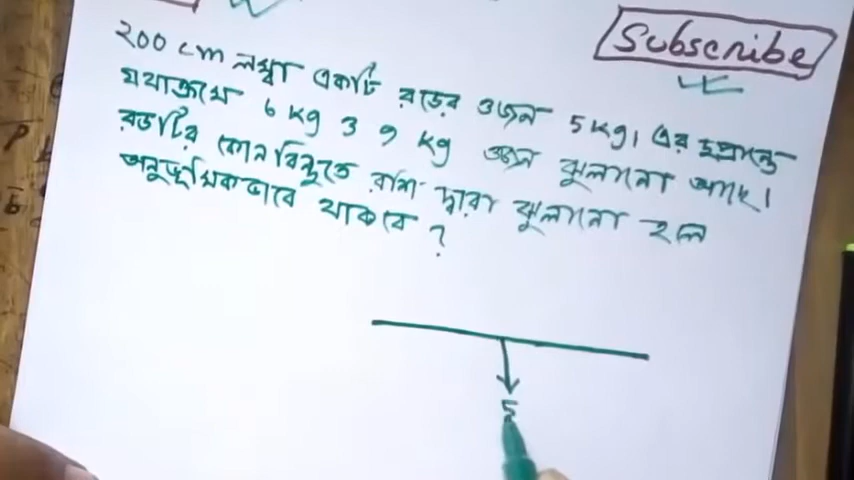 Subscribe
২00 cm লম্বা একটি রডের ওজন 5 kg। এর দুপ্রান্তে
যথাক্রমে 6 kg ও 9 kg ওজন ঝুলানো আছে।
রডটির কোন বিন্দুতে রশি দ্বারা ঝুলানো হলে
অনুভূমিকভাবে থাকবে ?
5